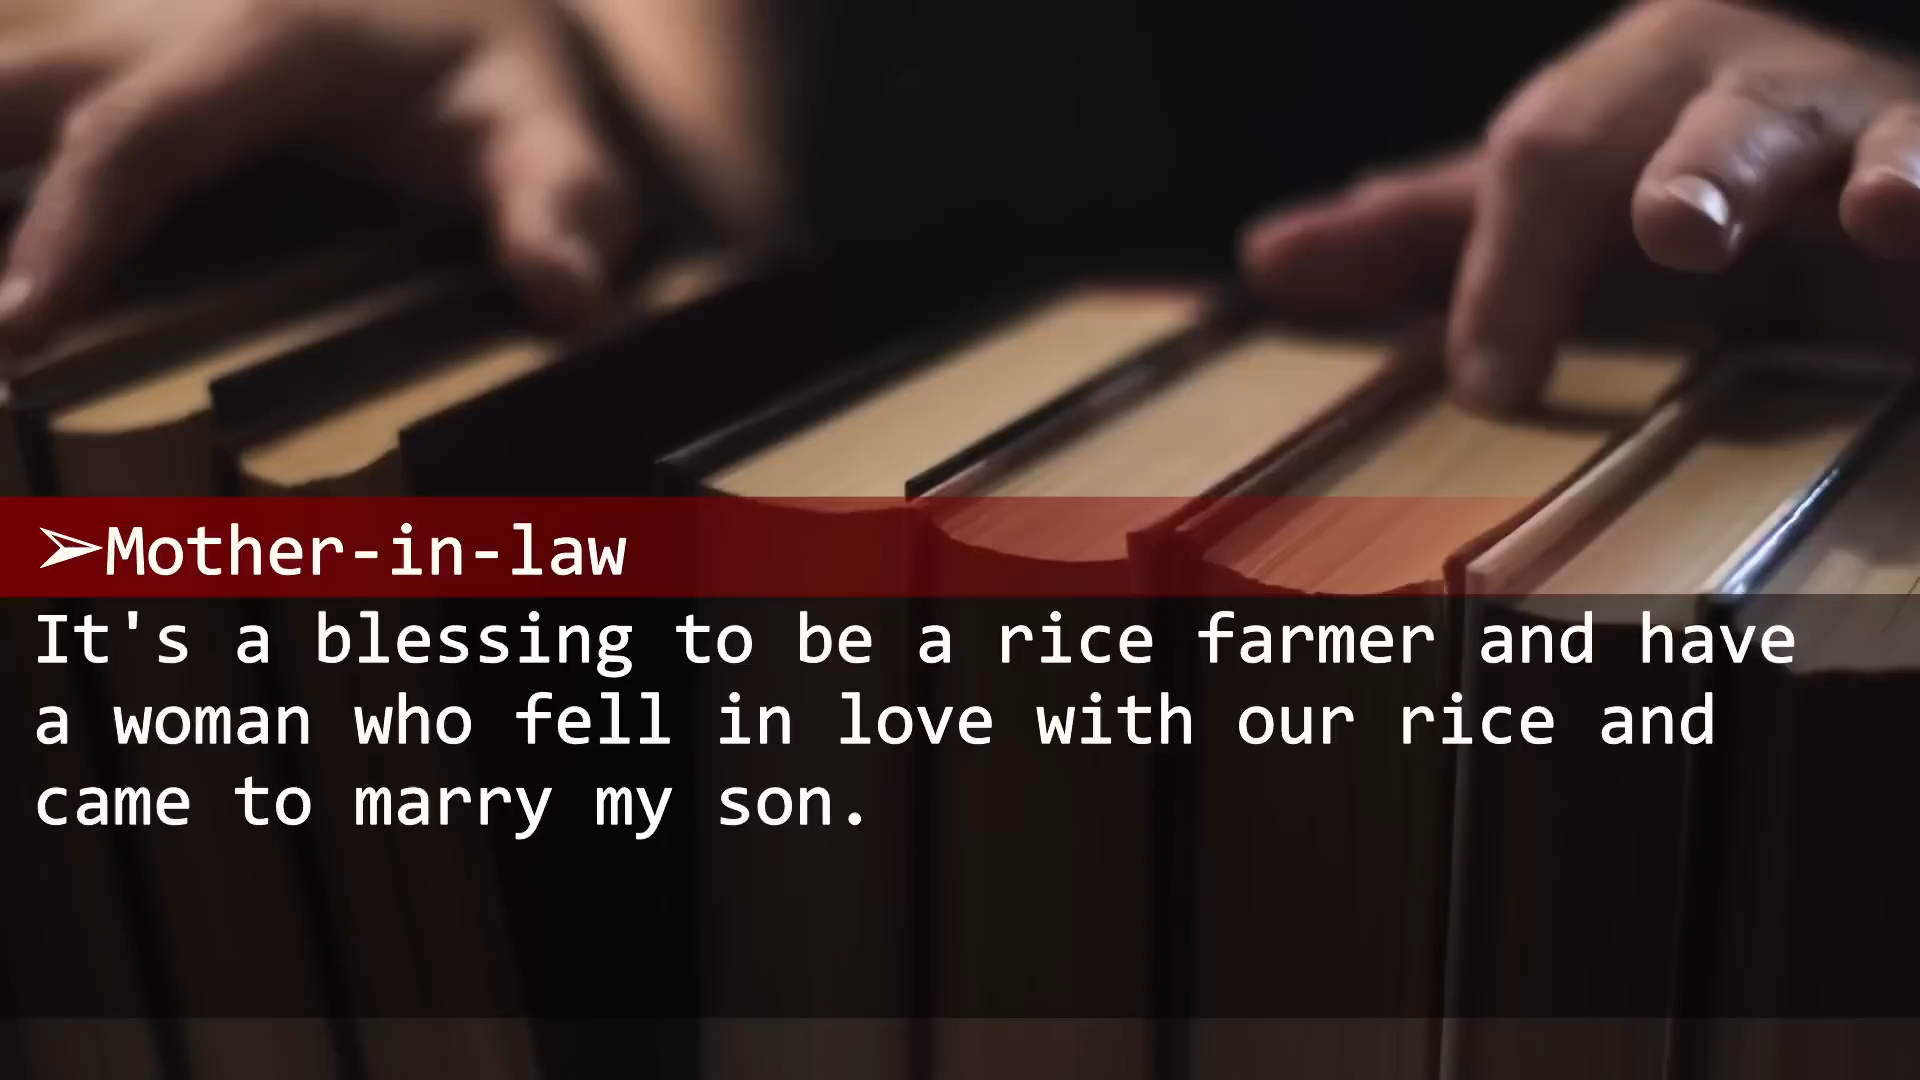 ➢Mother-in-law
It's a blessing to be a rice farmer and have
a woman who fell in love with our rice and
came to marry my son.